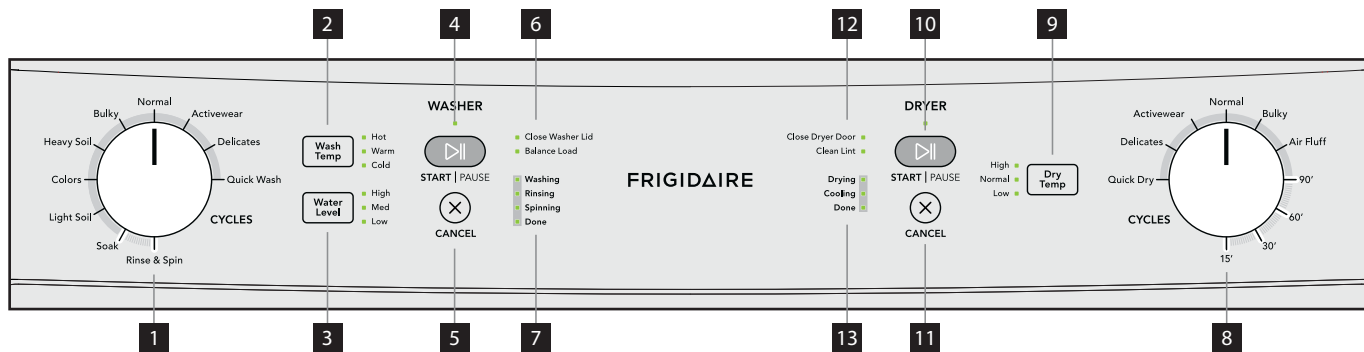 2
4
6
12
10
9
WASHER
DRYER
Normal
Bulky
Activewear
Heavy Soil
Delicates
Colors
Quick Wash
Light Soil
Soak
Rinse & Spin
CYCLES
Wash
Temp
Hot
Warm
Cold
Water
Level
High
Med
Low
START | PAUSE
CANCEL
Close Washer Lid
Balance Load
Washing
Rinsing
Spinning
Done
FRIGIDAIRE
Close Dryer Door
Clean Lint
Drying
Cooling
Done
START | PAUSE
CANCEL
High
Normal
Low
Dry
Temp
Normal
Activewear
Bulky
Delicates
Air Fluff
Quick Dry
90'
60'
30'
15'
CYCLES
1
3
5
7
13
11
8